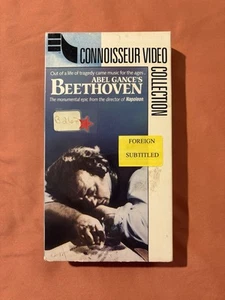 CONNOISSEUR VIDEO
COLLECTION
Out of a life of tragedy came music for the ages
ABEL GANCE'S
BEETHOVEN
The monumental epic from the director of Napoleon
FOREIGN
SUBTITLED